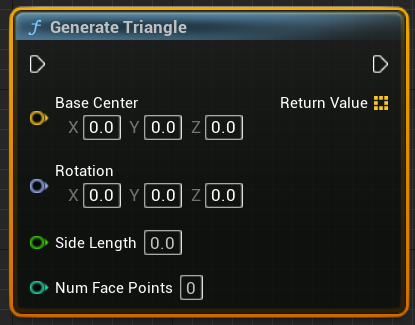 Generate Triangle
Base Center Return Value
X 0.0 Y 0.0 Z 0.0
Rotation
X 0.0 Y 0.0 Z 0.0
Side Length 0.0
Num Face Points 0